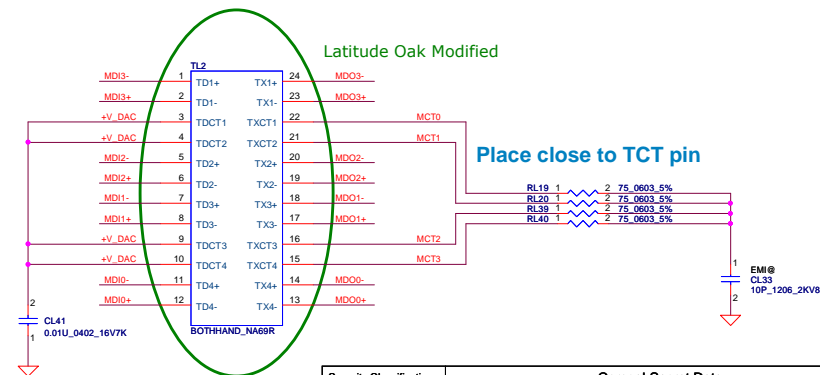 Latitude Oak Modified
TL2
MDI3- 1 TD1+ TX1+ 24 MDO3-
MDI3+ 2 TD1- TX1- 23 MDO3+
+V_DAC 3 TDCT1 TXCT1 22 MCT0
+V_DAC 4 TDCT2 TXCT2 21 MCT1
MDI2- 5 TD2+ TX2+ 20 MDO2-
MDI2+ 6 TD2- TX2- 19 MDO2+
MDI1- 7 TD3+ TX3+ 18 MDO1-
MDI1+ 8 TD3- TX3- 17 MDO1+
+V_DAC 9 TDCT3 TXCT3 16 MCT2
+V_DAC 10 TDCT4 TXCT4 15 MCT3
MDI0- 11 TD4+ TX4+ 14 MDO0-
MDI0+ 12 TD4- TX4- 13 MDO0+
BOTHHAND_NA69R
Place close to TCT pin
RL19 1 2 75_0603_5%
RL20 1 2 75_0603_5%
RL39 1 2 75_0603_5%
RL40 1 2 75_0603_5%
1
EMI@
CL33
10P_1206_2KV8
2
2
CL41
0.01U_0402_16V7K
1